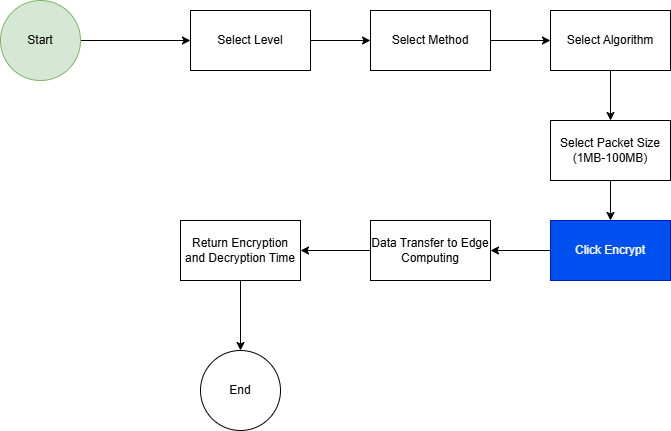 Start
Select Level
Select Method
Select Algorithm
Select Packet Size
(1MB-100MB)
Click Encrypt
Data Transfer to Edge
Computing
Return Encryption
and Decryption Time
End